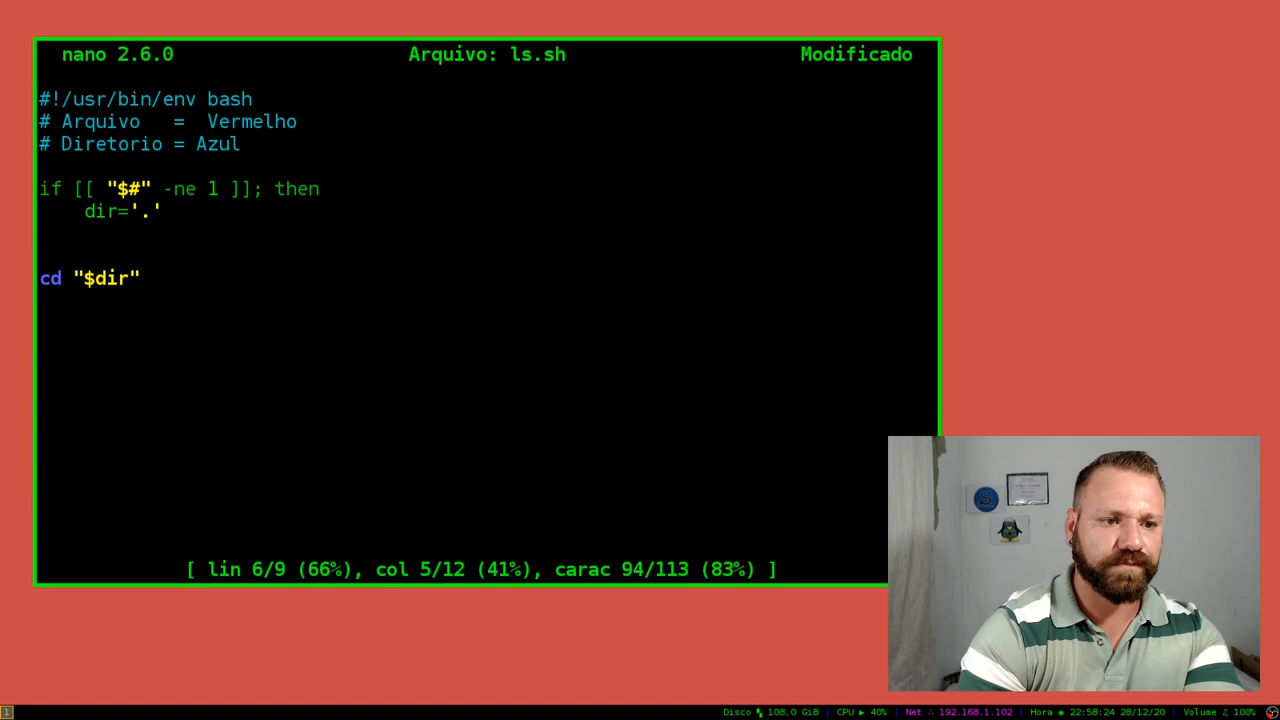 nano 2.6.0 Arquivo: ls.sh Modificado
#!/usr/bin/env bash
# Arquivo   =  Vermelho
# Diretorio = Azul
if [[ "$#" -ne 1 ]]; then
    dir='.'
cd "$dir"
[ lin 6/9 (66%), col 5/12 (41%), carac 94/113 (83%) ]
S
1 Disco 108,0 GiB | CPU ▶ 40% | Net ∴ 192.168.1.102 | Hora ◉ 22:58:24 28/12/20 | Volume ♫ 100%